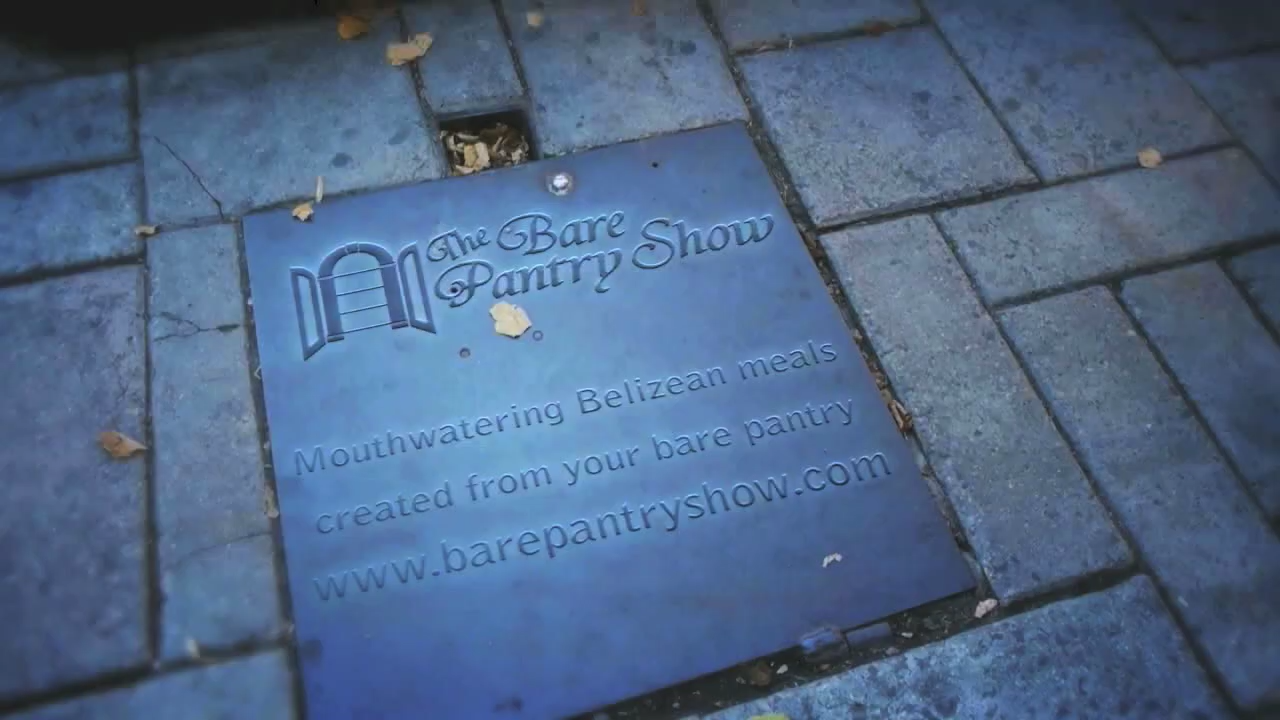 The Bare
Pantry Show
Mouthwatering Belizean meals
created from your bare pantry
www.barepantryshow.com